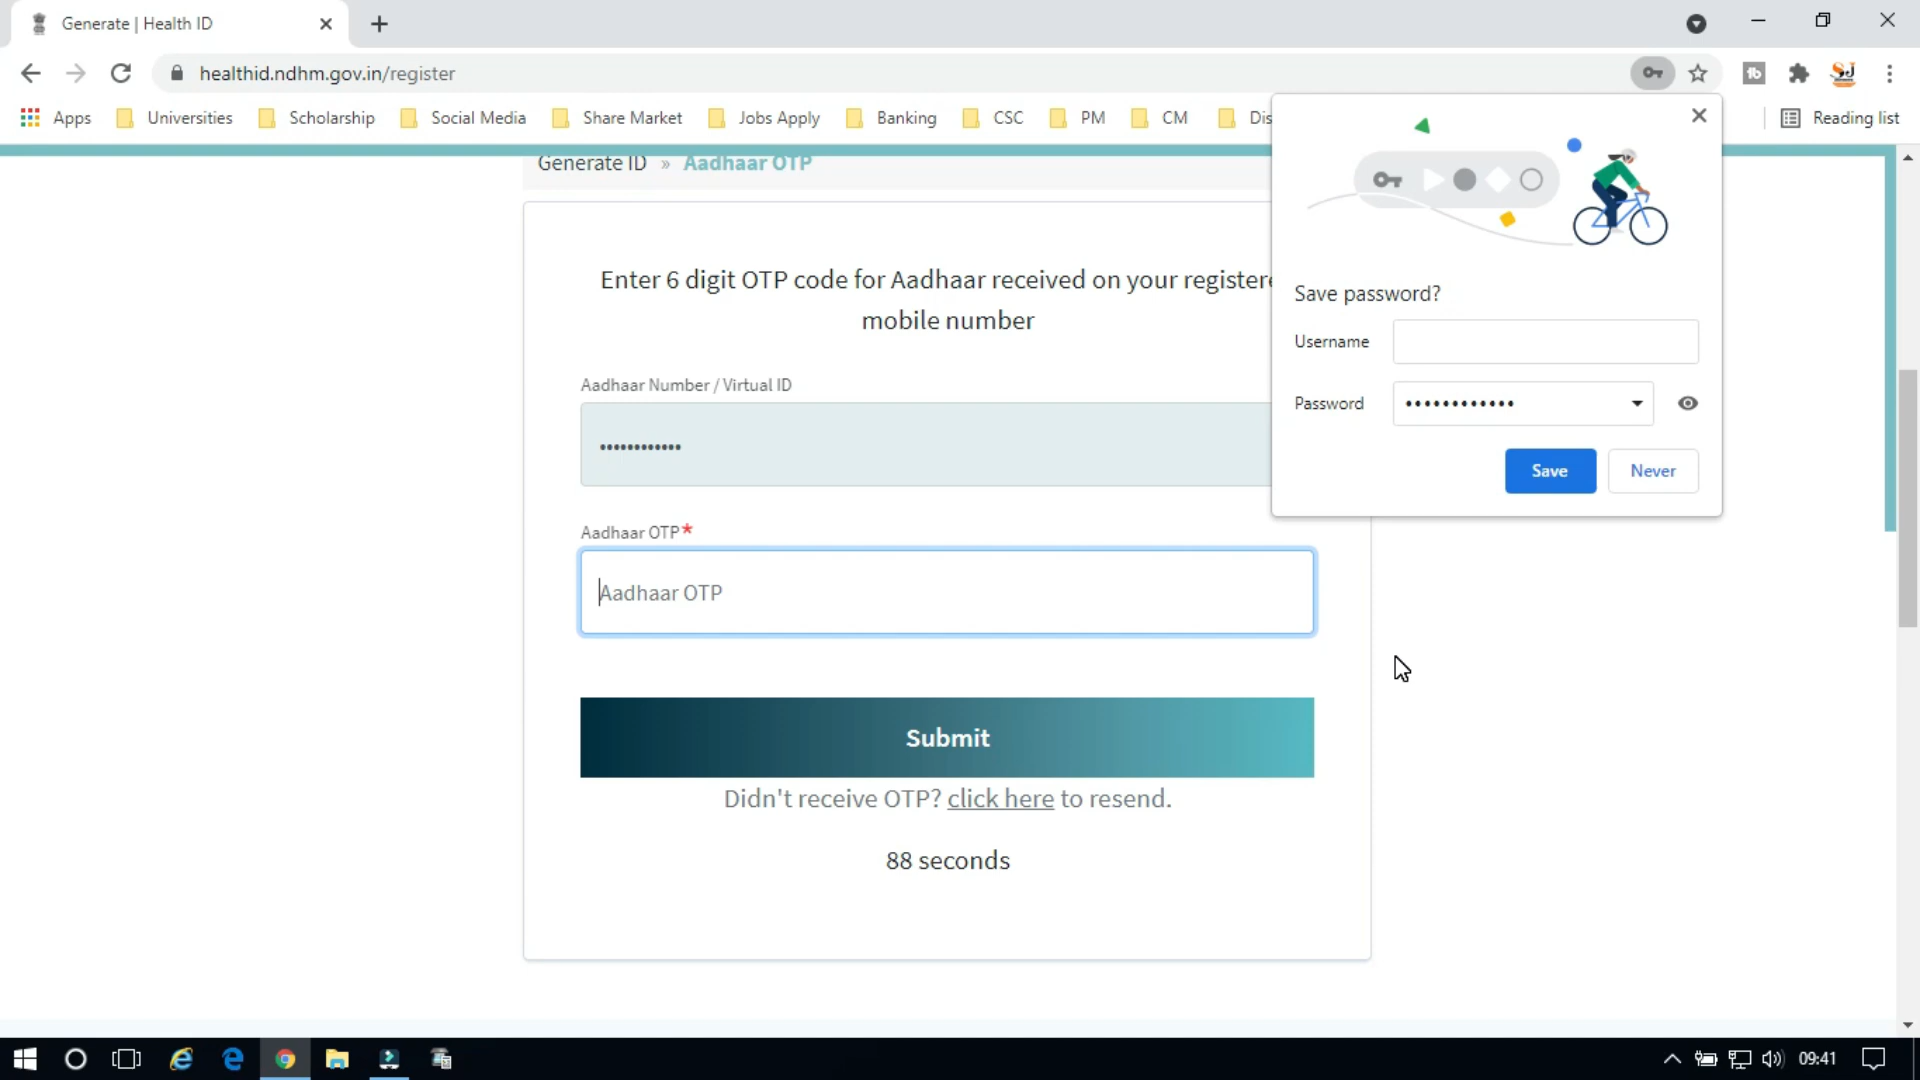 Generate | Health ID
healthid.ndhm.gov.in/register
Apps
Universities
Scholarship
Social Media
Share Market
Jobs Apply
Banking
CSC
PM
CM
Dis
Reading list
Generate ID » Aadhaar OTP
Enter 6 digit OTP code for Aadhaar received on your registere
mobile number
Aadhaar Number / Virtual ID
••••••••••••
Aadhaar OTP*
Aadhaar OTP
Submit
Didn't receive OTP? click here to resend.
88 seconds
Save password?
Username
Password ••••••••••••
Save
Never
09:41